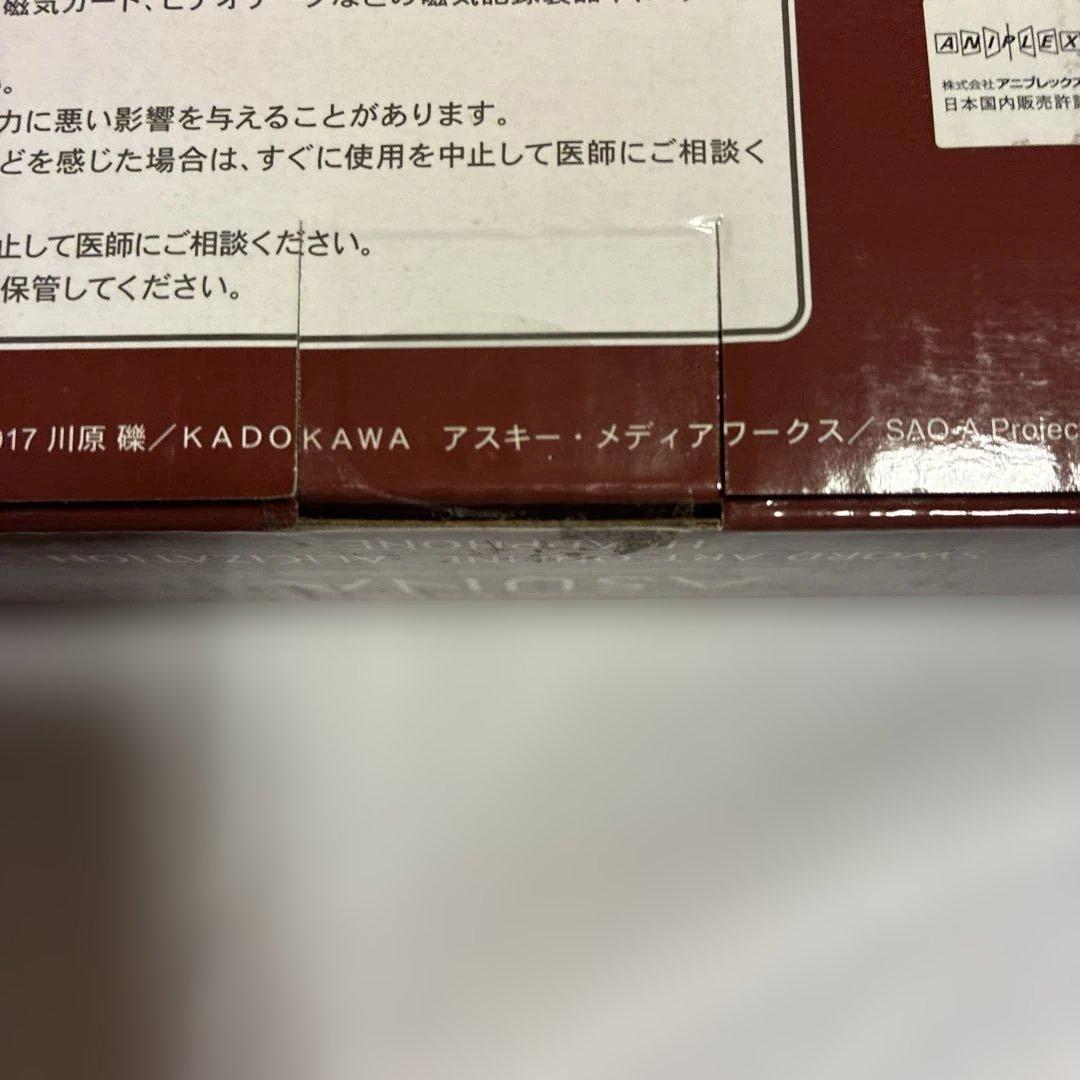 磁気カード、ビデオテープなどの磁気記録製品
ANIPLEX
株式会社アニプレックス
日本国内販売許諾
。
力に悪い影響を与えることがあります。
どを感じた場合は、すぐに使用を中止して医師にご相談く
止して医師にご相談ください。
保管してください。
017 川原 礫／KADOKAWA アスキー・メディアワークス／SAO-A Projec
SWORD ART ONLINE ALICIZATION
HEADPHONE
ASUNA